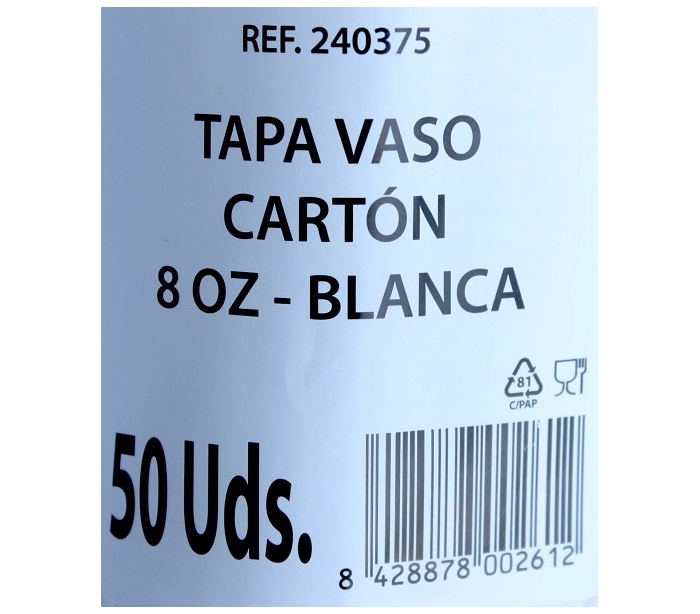 REF. 240375
TAPA VASO
CARTÓN
8 OZ - BLANCA
81
C/PAP
50 Uds.
8 428878 002612